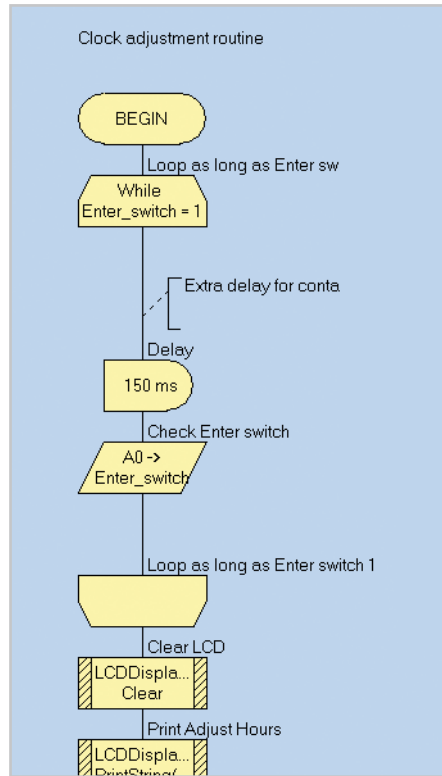 Clock adjustment routine
BEGIN
Loop as long as Enter sw
While
Enter_switch = 1
Extra delay for conta
Delay
150 ms
Check Enter switch
A0 ->
Enter_switch
Loop as long as Enter switch 1
Clear LCD
LCDDispla...
Clear
Print Adjust Hours
LCDDispla...
PrintString(